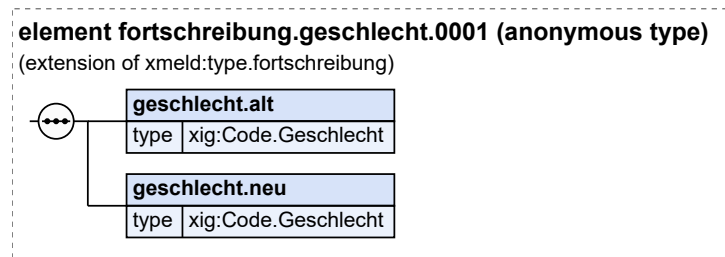 element fortschreibung.geschlecht.0001 (anonymous type)
(extension of xmeld:type.fortschreibung)
geschlecht.alt
type xig:Code.Geschlecht
geschlecht.neu
type xig:Code.Geschlecht